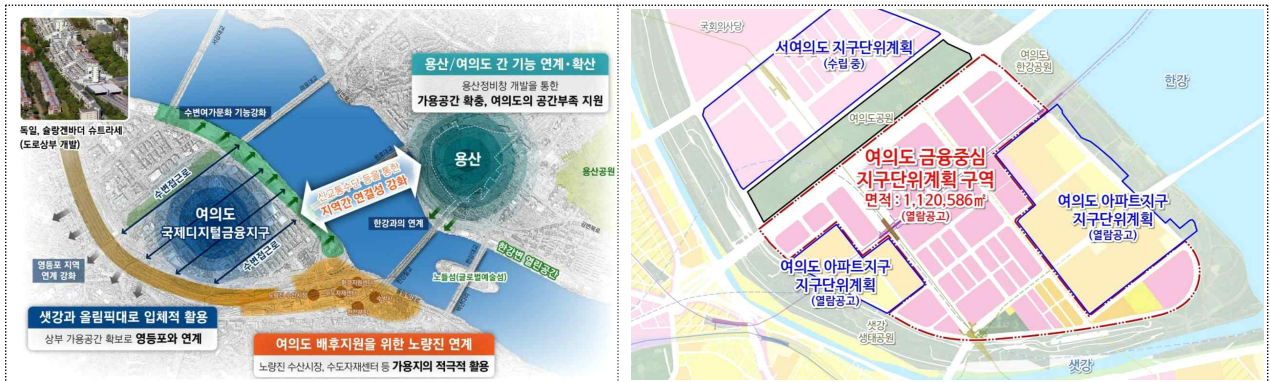 독일, 슐랑겐바더 슈트라세
(도로상부 개발)
수변여가문화 기능강화
용산/여의도 간 기능 연계·확산
용산정비창 개발을 통한
가용공간 확충, 여의도의 공간부족 지원
용산
용산공원
수변접근로
여의도
국제디지털금융지구
수변접근로
신교통수단 등을 통한
지역간 연결성 강화
한강과의 연계
한강변 열린공간
노들섬(글로벌예술섬)
영등포 지역
연계 강화
샛강과 올림픽대로 입체적 활용
상부 가용공간 확보로 영등포와 연계
여의도 배후지원을 위한 노량진 연계
노량진 수산시장, 수도자재센터 등 가용지의 적극적 활용
국회의사당
서여의도 지구단위계획
(수립 중)
여의도
한강공원
한강
여의도공원
여의도 금융중심
지구단위계획 구역
면적 : 1,120,586㎡
(열람공고)
여의도 아파트지구
지구단위계획
(열람공고)
여의도 아파트지구
지구단위계획
(열람공고)
샛강
생태공원
샛강